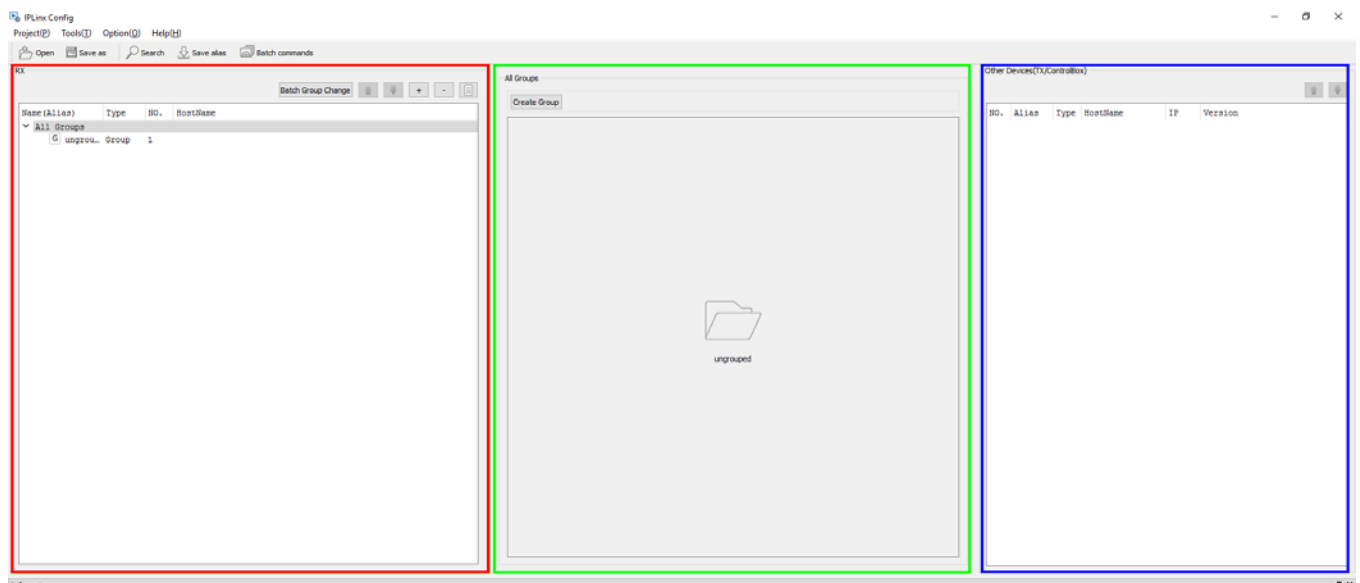 IPLinx Config
Project(P) Tools(T) Option(O) Help(H)
Open Save as Search Save alias Batch commands
RX
Batch Group Change + -
Name(Alias) Type NO. HostName
All Groups
G ungrou… Group 1
All Groups
Create Group
ungrouped
Other Devices(TX/ControlBox)
NO. Alias Type HostName IP Version